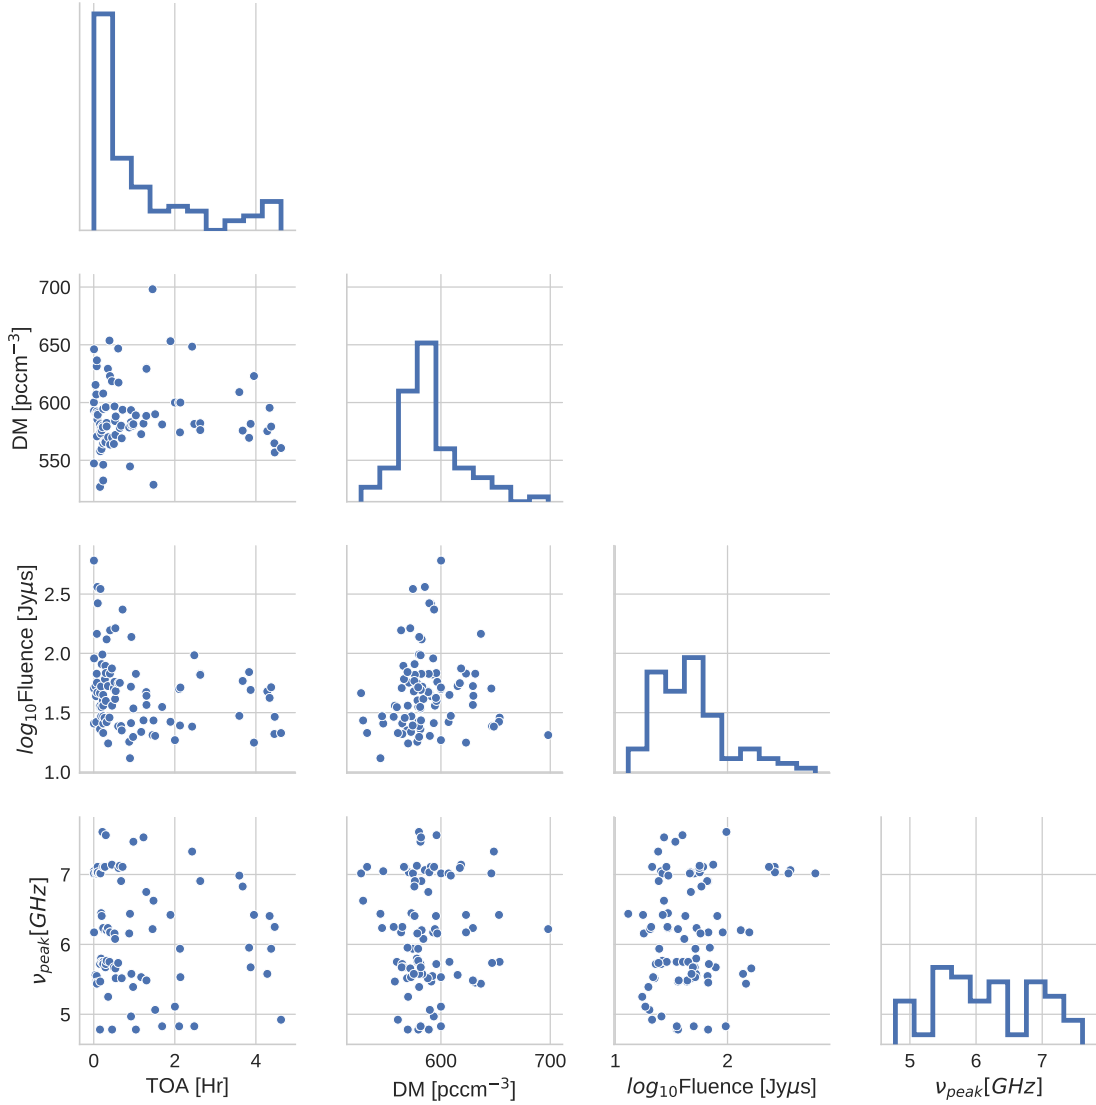 700
650
600
550
DM [pccm⁻³]
2.5
2.0
1.5
1.0
log₁₀Fluence [Jyμs]
7
6
5
ν_peak[GHz]
0 2 4
600 700
1 2
5 6 7
TOA [Hr]
DM [pccm⁻³]
log₁₀Fluence [Jyμs]
ν_peak[GHz]